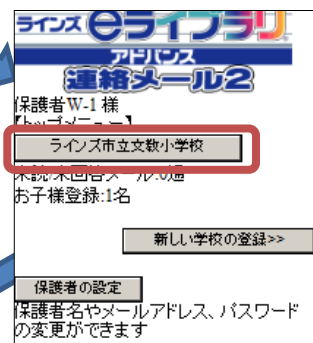 ラインズeライブラリ
アドバンス
連絡メール2
保護者W-1 様
【トップメニュー】
ラインズ市立文教小学校
未読/未回答メール:0通
お子様登録:1名
新しい学校の登録>>
保護者の設定
保護者名やメールアドレス、パスワード
の変更ができます